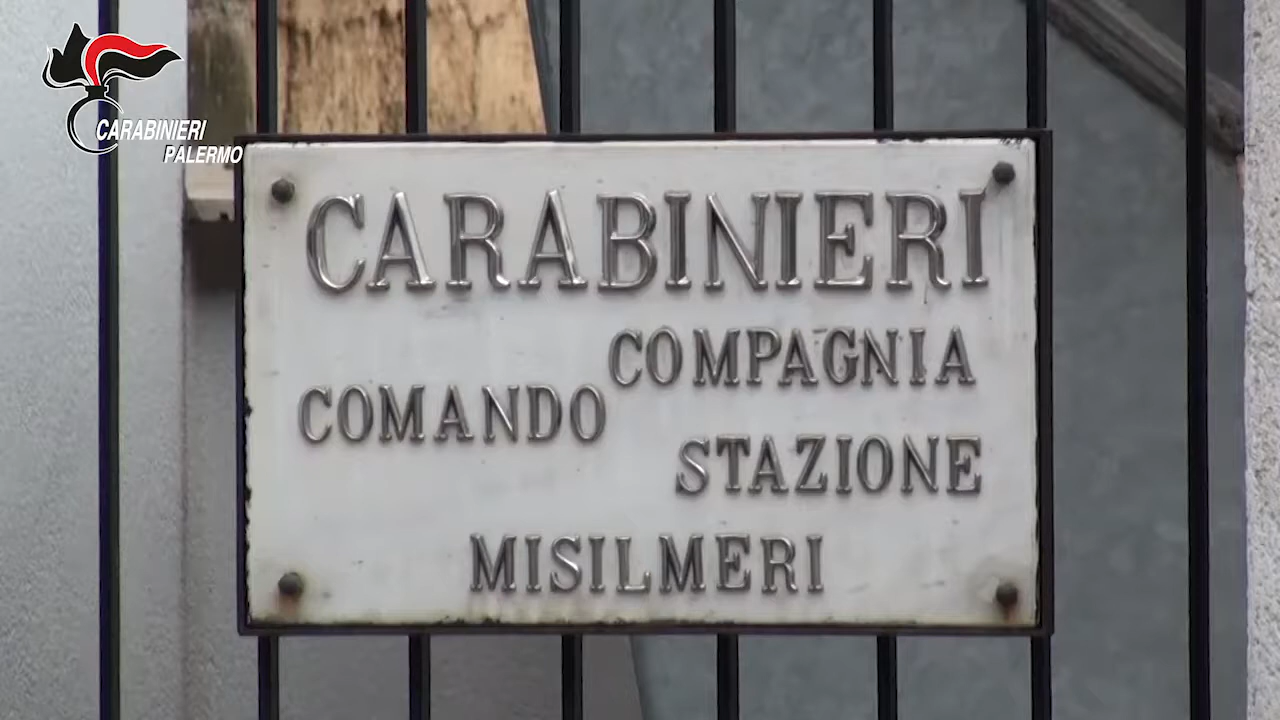 CARABINIERI
PALERMO
CARABINIERI
COMPAGNIA
COMANDO
STAZIONE
MISILMERI